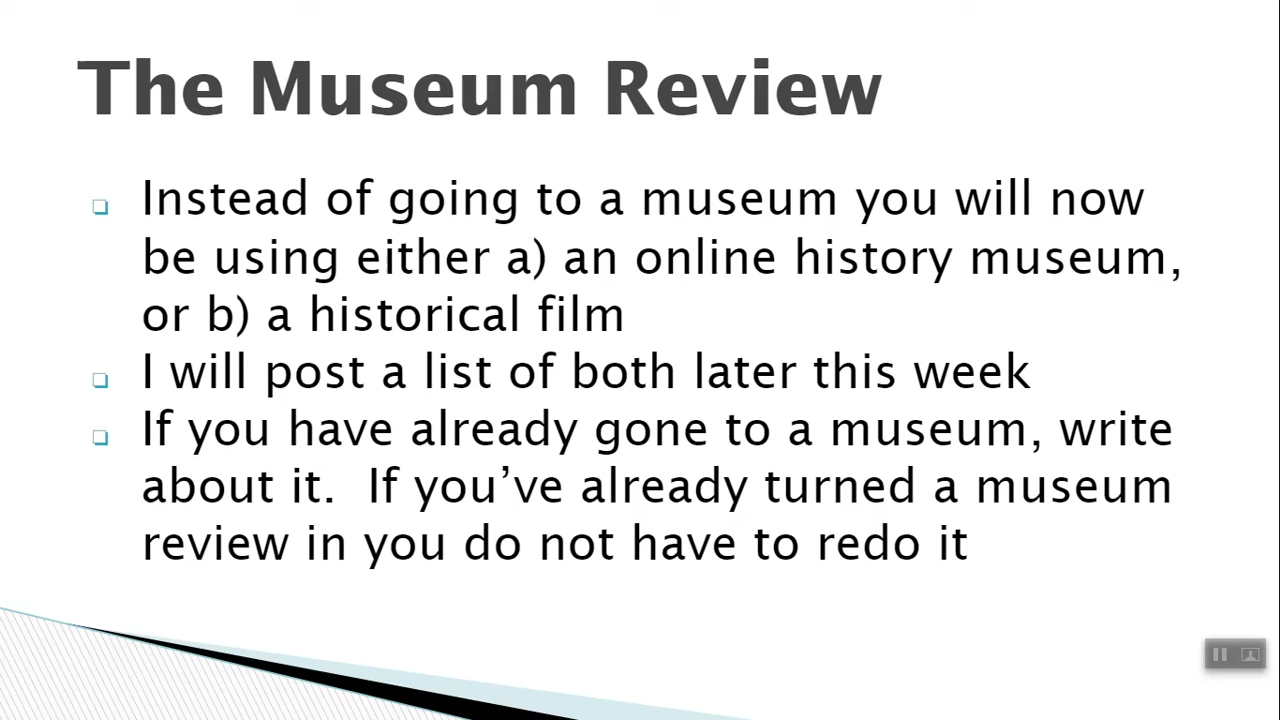 The Museum Review
Instead of going to a museum you will now
be using either a) an online history museum,
or b) a historical film
I will post a list of both later this week
If you have already gone to a museum, write
about it.  If you’ve already turned a museum
review in you do not have to redo it